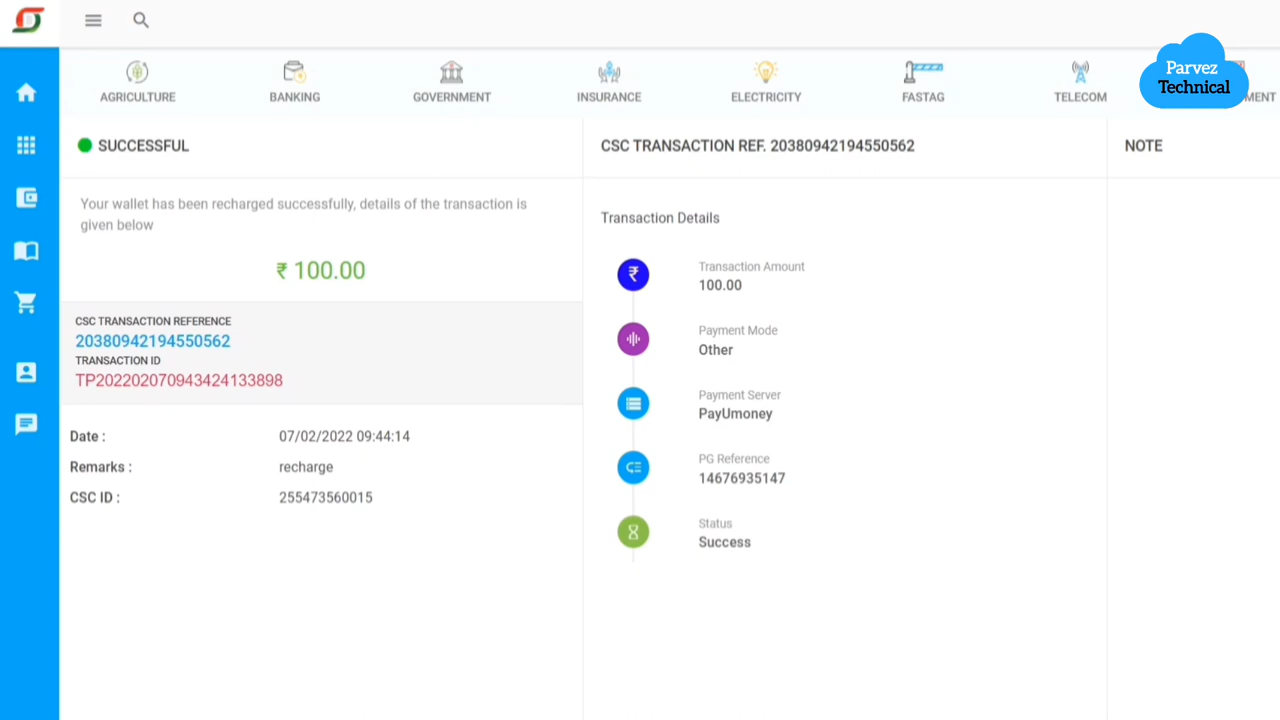 Parvez
Technical
AGRICULTURE
BANKING
GOVERNMENT
INSURANCE
ELECTRICITY
FASTAG
TELECOM
MENT
SUCCESSFUL
Your wallet has been recharged successfully, details of the transaction is
given below
₹ 100.00
CSC TRANSACTION REFERENCE
20380942194550562
TRANSACTION ID
TP202202070943424133898
Date : 07/02/2022 09:44:14
Remarks : recharge
CSC ID : 255473560015
CSC TRANSACTION REF. 20380942194550562
Transaction Details
₹
Transaction Amount
100.00
Payment Mode
Other
Payment Server
PayUmoney
PG Reference
14676935147
Status
Success
NOTE